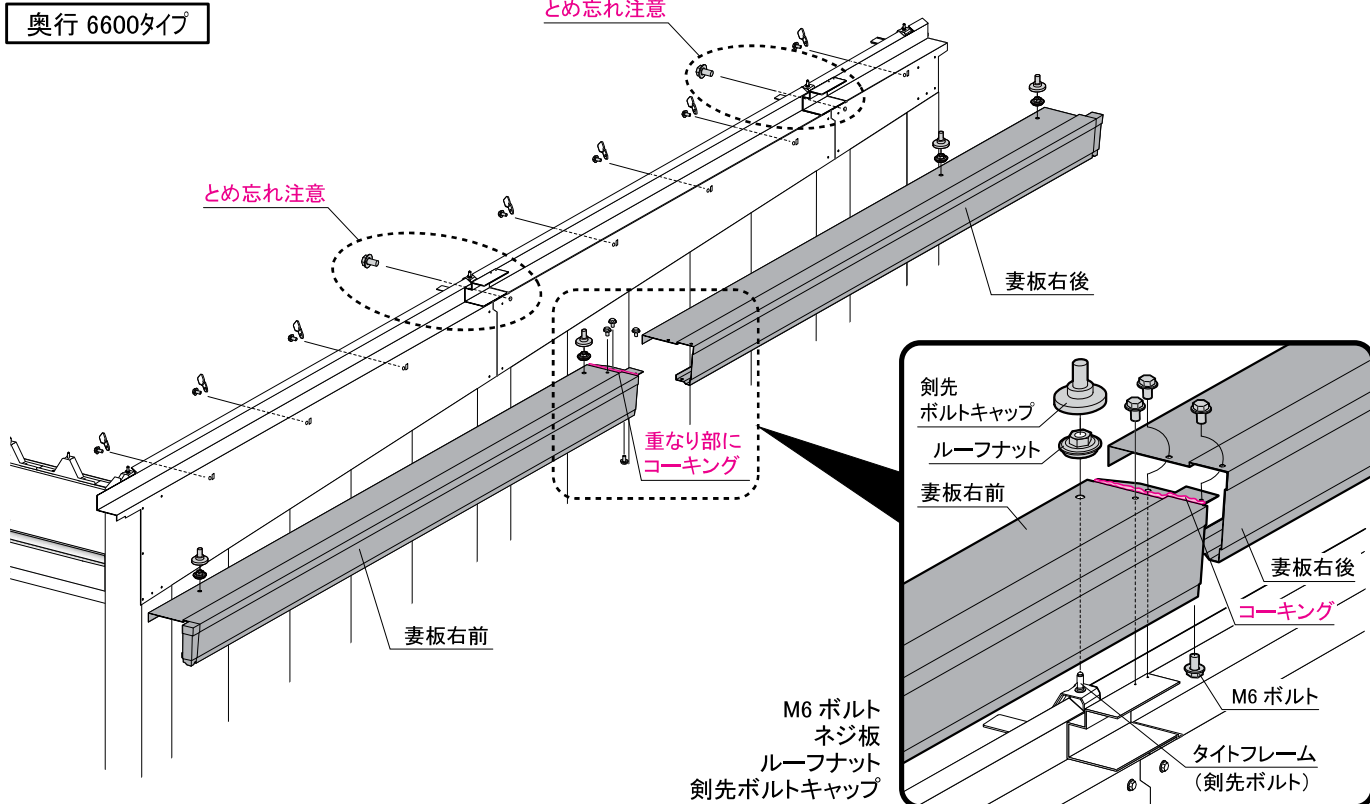 奥行 6600タイプ
とめ忘れ注意
とめ忘れ注意
妻板右後
重なり部に
コーキング
妻板右前
剣先
ボルトキャップ
ルーフナット
妻板右前
妻板右後
コーキング
M6 ボルト
タイトフレーム
（剣先ボルト）
M6 ボルト
ネジ板
ルーフナット
剣先ボルトキャップ